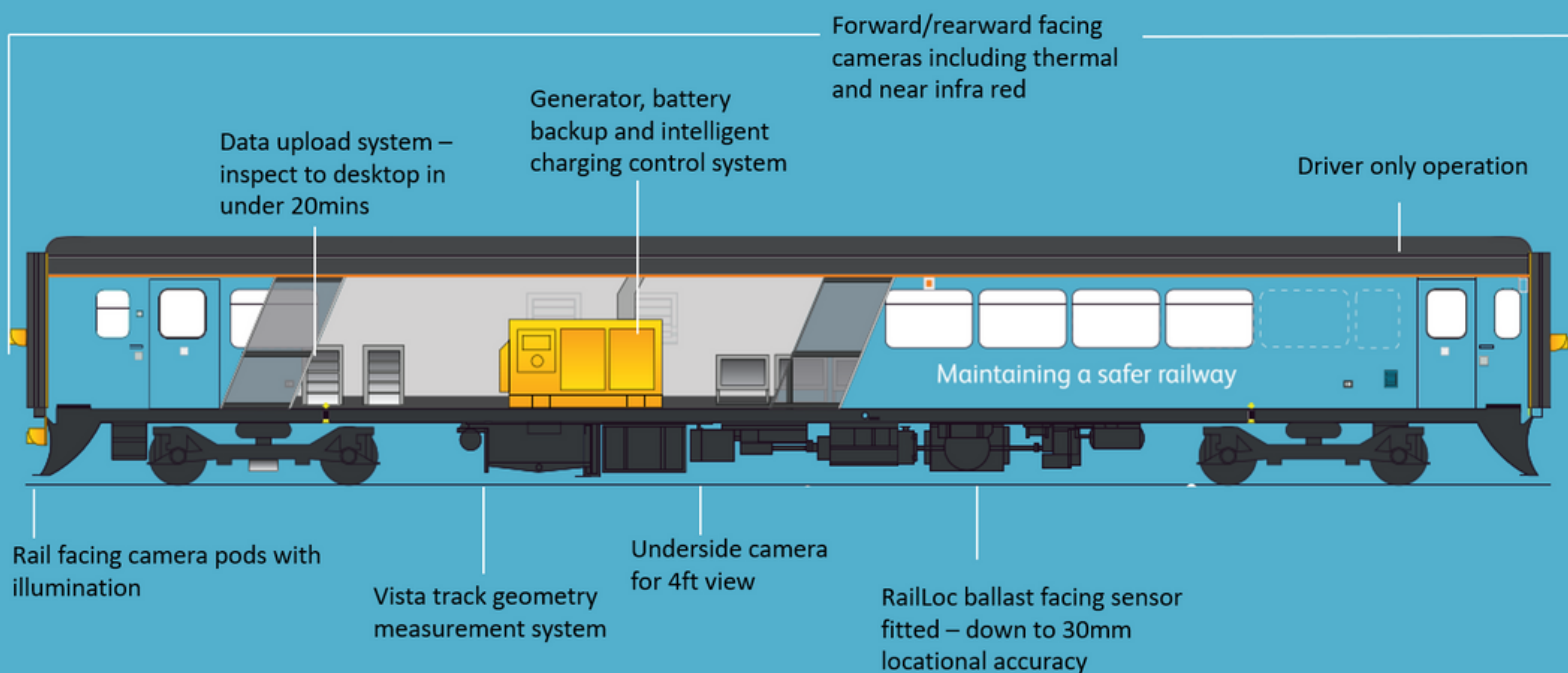 Forward/rearward facing
cameras including thermal
and near infra red
Generator, battery
backup and intelligent
charging control system
Data upload system –
inspect to desktop in
under 20mins
Driver only operation
Maintaining a safer railway
Rail facing camera pods with
illumination
Vista track geometry
measurement system
Underside camera
for 4ft view
RailLoc ballast facing sensor
fitted – down to 30mm
locational accuracy